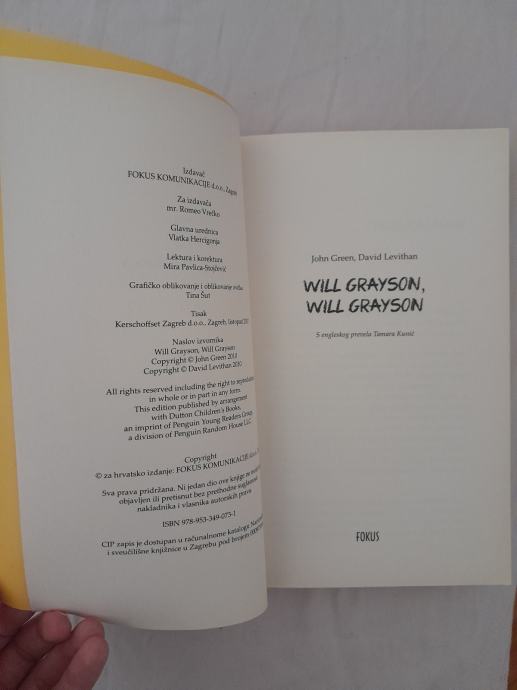 Izdavač
FOKUS KOMUNIKACIJE d.o.o., Zagreb
Za izdavača
mr. Romeo Vrečko
Glavna urednica
Vlatka Hercigonja
Lektura i korektura
Mira Pavlica-Stojčević
Grafičko oblikovanje i oblikovanje
Tina Šut
Tisak
Kerschoffset Zagreb d.o.o., Zagreb, listopad
Naslov izvornika
Will Grayson, Will Grayson
Copyright © John Green 2010
Copyright © David Levithan 2010
All rights reserved including the right to
in whole or in part in any form.
This edition published by arrangement
with Dutton Children's Books,
an imprint of Penguin Young Readers Group,
a division of Penguin Random House LLC.
Copyright
© za hrvatsko izdanje: FOKUS KOMUNIKACIJE
Sva prava pridržana. Ni jedan dio ove knjige ne
objavljen ili pretisnut bez prethodne suglasnosti
nakladnika i vlasnika autorskih prava.
ISBN 978-953-349-073-1
CIP zapis je dostupan u računalnome katalogu
i sveučilišne knjižnice u Zagrebu pod brojem
John Green, David Levithan
WILL GRAYSON,
WILL GRAYSON
S engleskog prevela Tamara Kunić
FOKUS